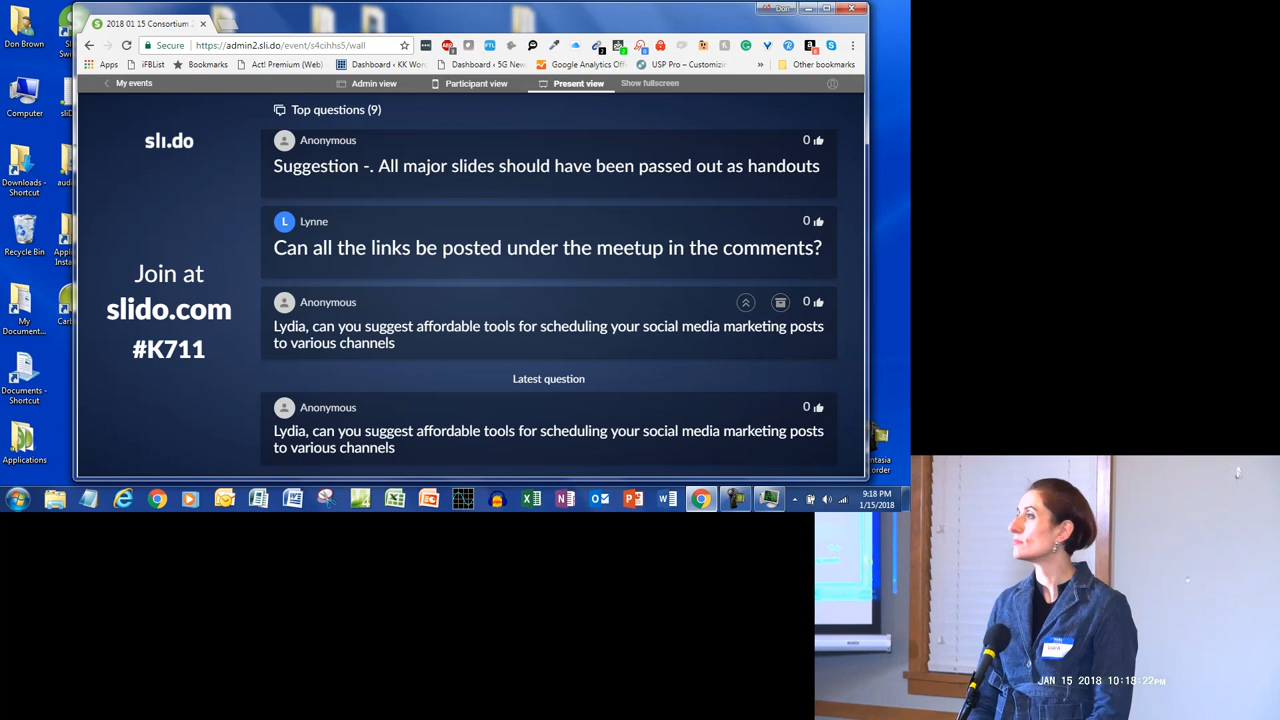 Don
2018 01 15 Consortium
Secure https://admin2.sli.do/event/s4cihhs5/wall
Apps iFBList Bookmarks Act! Premium (Web) Dashboard ‹ KK Wor Dashboard ‹ 5G New Google Analytics Off USP Pro – Customizin » Other bookmarks
My events Admin view Participant view Present view Show fullscreen
Top questions (9)
sli.do
Anonymous 0
Suggestion -. All major slides should have been passed out as handouts
L Lynne 0
Can all the links be posted under the meetup in the comments?
Join at
slido.com
#K711
Anonymous 0
Lydia, can you suggest affordable tools for scheduling your social media marketing posts
to various channels
Latest question
Anonymous 0
Lydia, can you suggest affordable tools for scheduling your social media marketing posts
to various channels
Don Brown
Computer
Downloads -
Shortcut
Recycle Bin
My
Document...
Documents -
Shortcut
Applications
9:18 PM
1/15/2018
JAN 15 2018 10:18:22PM